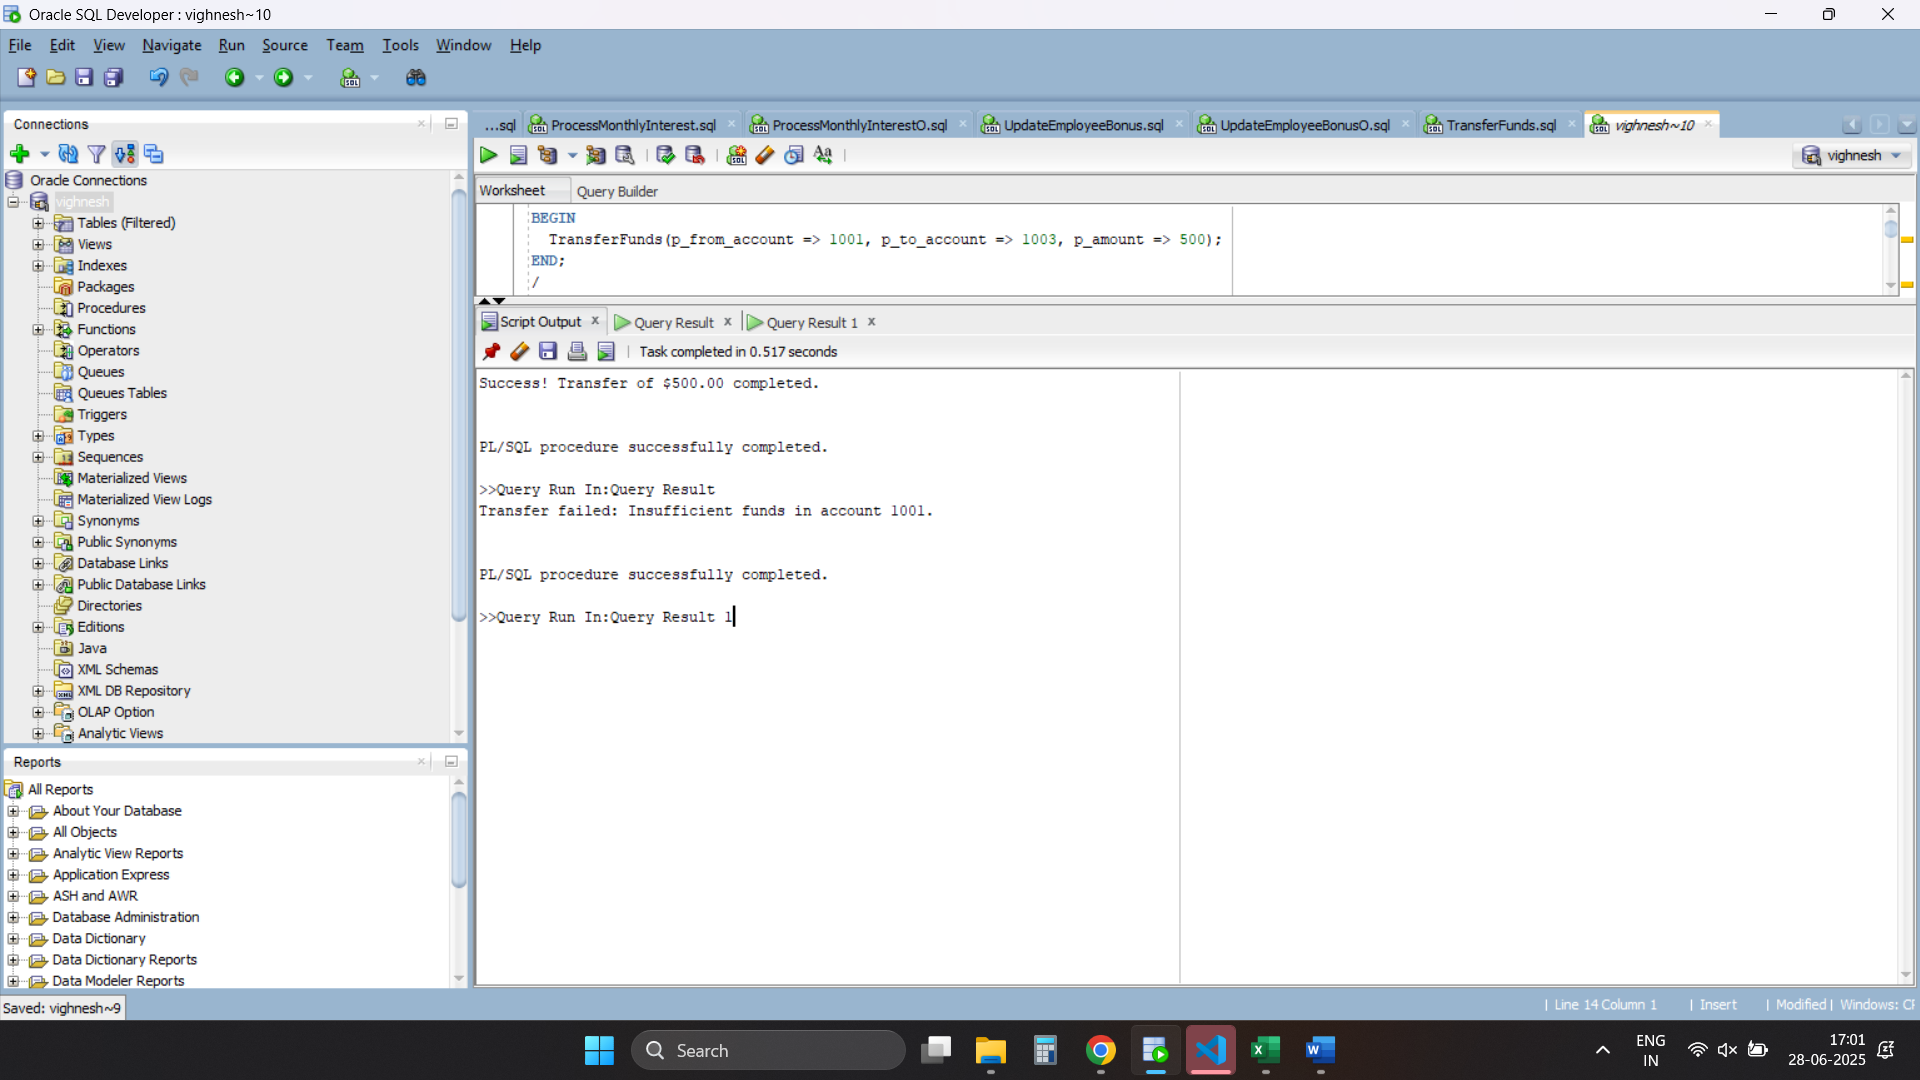 Oracle SQL Developer : vighnesh~10
File Edit View Navigate Run Source Team Tools Window Help
Connections
Oracle Connections
vighnesh
Tables (Filtered)
Views
Indexes
Packages
Procedures
Functions
Operators
Queues
Queues Tables
Triggers
Types
Sequences
Materialized Views
Materialized View Logs
Synonyms
Public Synonyms
Database Links
Public Database Links
Directories
Editions
Java
XML Schemas
XML DB Repository
OLAP Option
Analytic Views
Reports
All Reports
About Your Database
All Objects
Analytic View Reports
Application Express
ASH and AWR
Database Administration
Data Dictionary
Data Dictionary Reports
Data Modeler Reports
...sql ProcessMonthlyInterest.sql ProcessMonthlyInterestO.sql UpdateEmployeeBonus.sql UpdateEmployeeBonusO.sql TransferFunds.sql vighnesh~10
vighnesh
Worksheet Query Builder
BEGIN
TransferFunds(p_from_account => 1001, p_to_account => 1003, p_amount => 500);
END;
/
Script Output x Query Result x Query Result 1 x
Task completed in 0.517 seconds
Success! Transfer of $500.00 completed.
PL/SQL procedure successfully completed.
>>Query Run In:Query Result
Transfer failed: Insufficient funds in account 1001.
PL/SQL procedure successfully completed.
>>Query Run In:Query Result 1
Saved: vighnesh~9
| Line 14 Column 1 | Insert | Modified | Windows: CF
Search
ENG
IN
17:01
28-06-2025